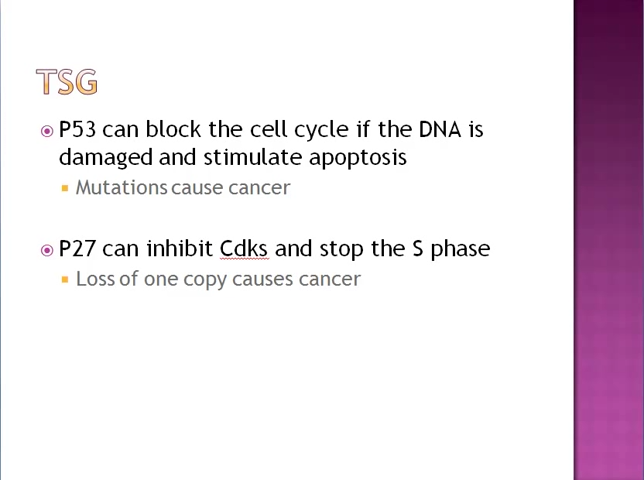 TSG
P53 can block the cell cycle if the DNA is
damaged and stimulate apoptosis
Mutations cause cancer
P27 can inhibit Cdks and stop the S phase
Loss of one copy causes cancer